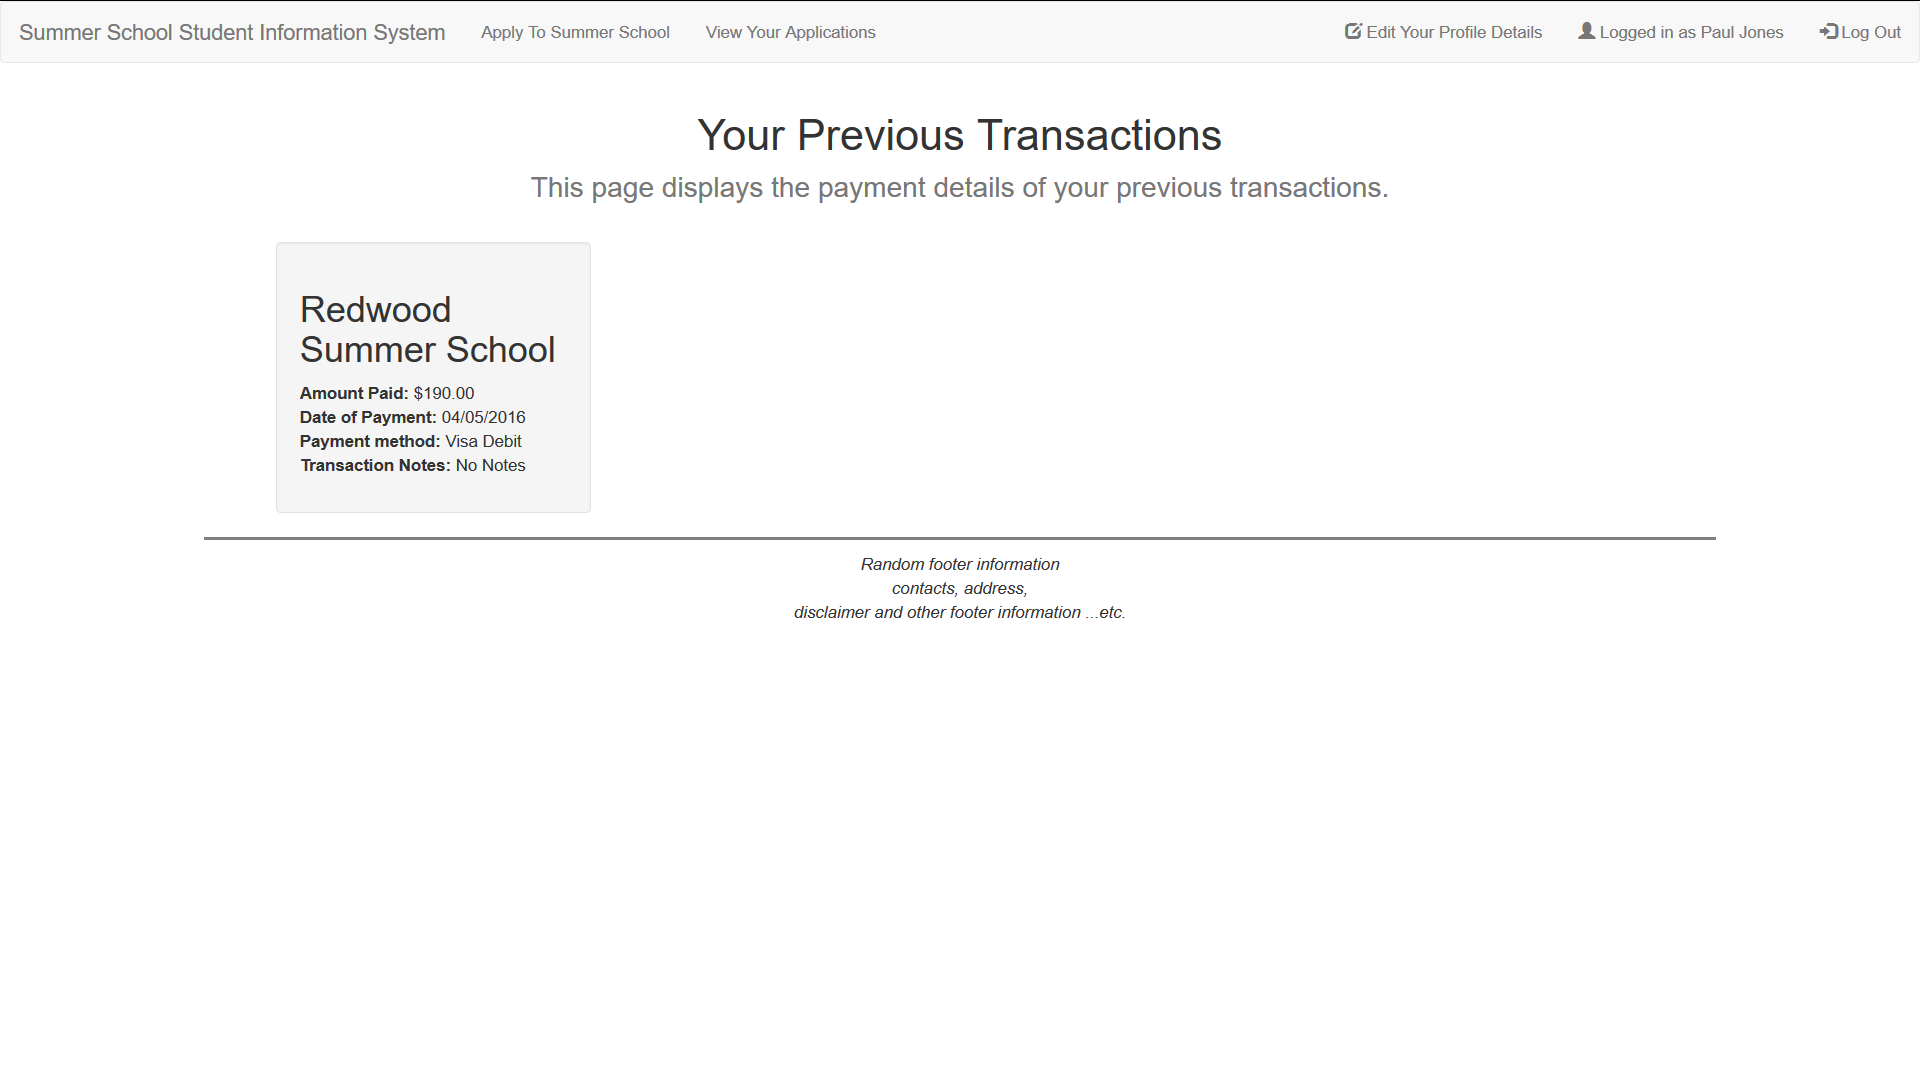 Summer School Student Information System Apply To Summer School View Your Applications Edit Your Profile Details Logged in as Paul Jones Log Out
Your Previous Transactions
This page displays the payment details of your previous transactions.
Redwood
Summer School
Amount Paid: $190.00
Date of Payment: 04/05/2016
Payment method: Visa Debit
Transaction Notes: No Notes
Random footer information
contacts, address,
disclaimer and other footer information ...etc.